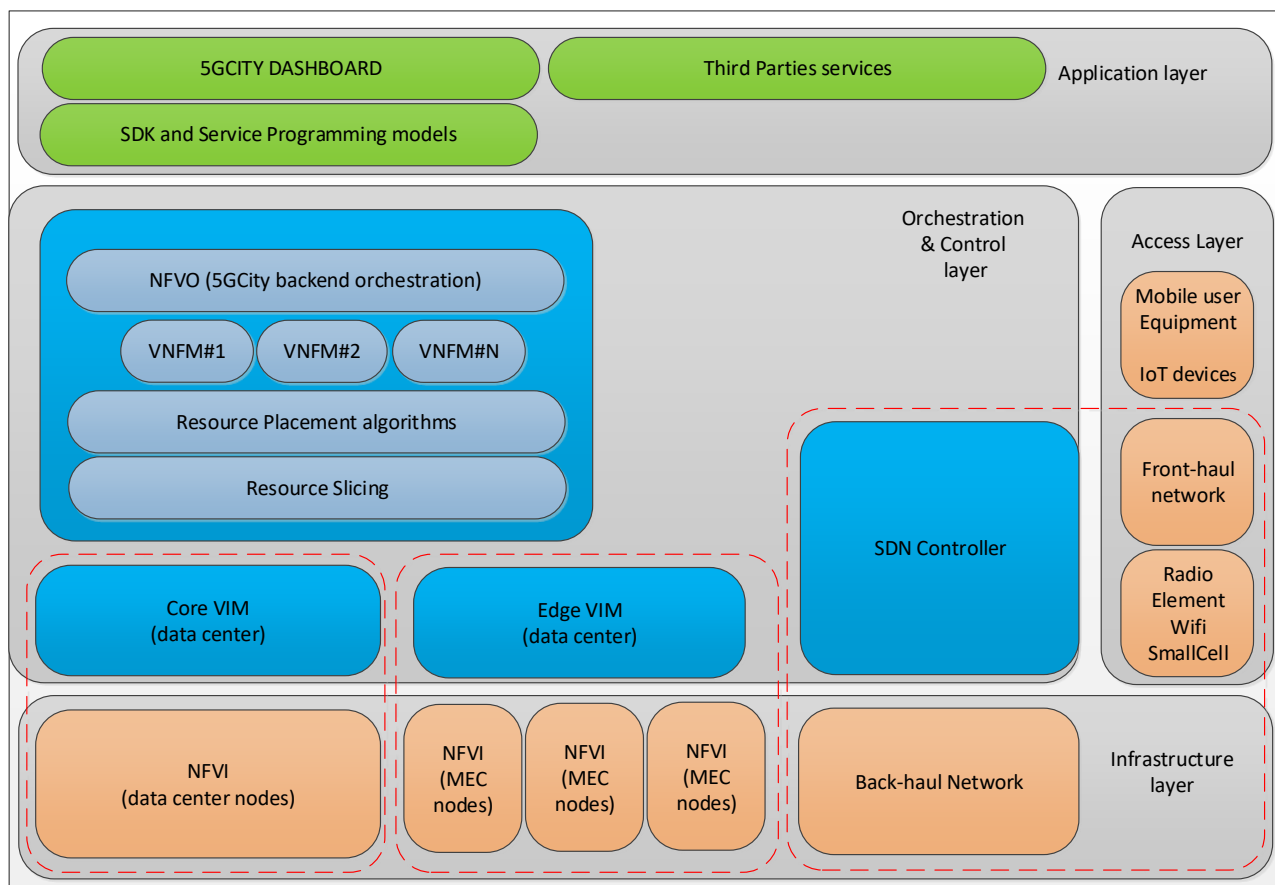 5GCITY DASHBOARD
Third Parties services
Application layer
SDK and Service Programming models
Orchestration
& Control
layer
NFVO (5GCity backend orchestration)
VNFM#1
VNFM#2
VNFM#N
Resource Placement algorithms
Resource Slicing
SDN Controller
Core VIM
(data center)
Edge VIM
(data center)
Access Layer
Mobile user
Equipment
IoT devices
Front-haul
network
Radio
Element
Wifi
SmallCell
NFVI
(data center nodes)
NFVI
(MEC
nodes)
NFVI
(MEC
nodes)
NFVI
(MEC
nodes)
Back-haul Network
Infrastructure
layer